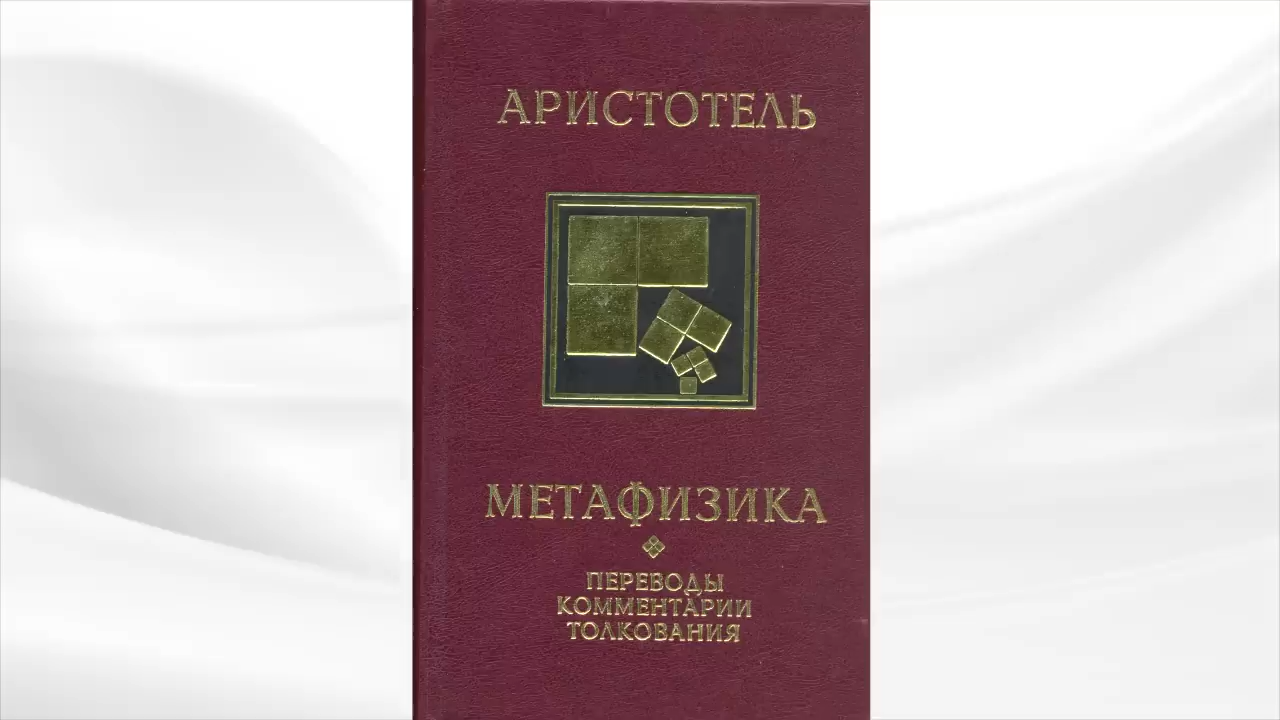 АРИСТОТЕЛЬ
МЕТАФИЗИКА
ПЕРЕВОДЫ
КОММЕНТАРИИ
ТОЛКОВАНИЯ